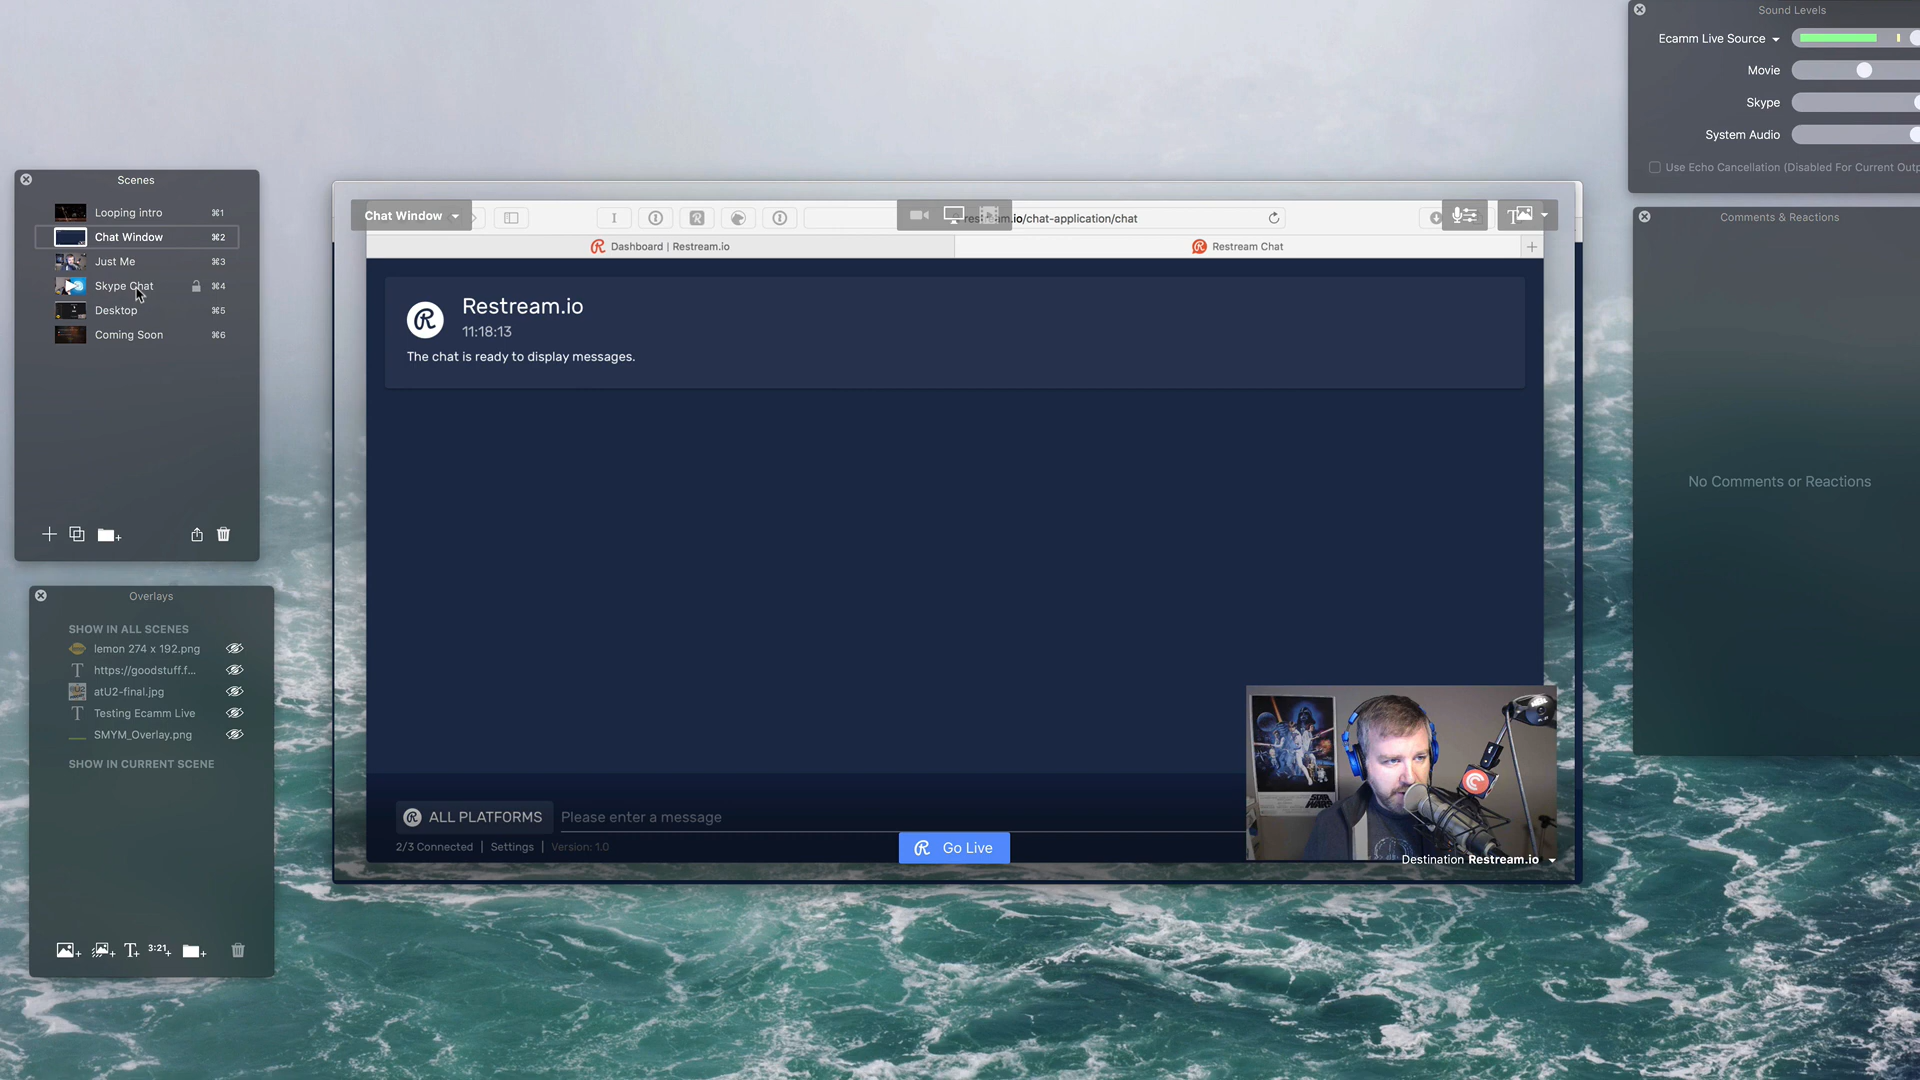 Sound Levels
Ecamm Live Source
Movie
Skype
System Audio
Use Echo Cancellation (Disabled For Current Outp
Scenes
Looping intro ⌘1
Chat Window ⌘2
Just Me ⌘3
Skype Chat ⌘4
Desktop ⌘5
Coming Soon ⌘6
Chat Window
.io/chat-application/chat
Dashboard | Restream.io
Restream Chat
Comments & Reactions
No Comments or Reactions
Restream.io
11:18:13
The chat is ready to display messages.
Overlays
SHOW IN ALL SCENES
lemon 274 x 192.png
https://goodstuff.f...
atU2-final.jpg
Testing Ecamm Live
SMYM_Overlay.png
SHOW IN CURRENT SCENE
3:21
STAR
WARS
ALL PLATFORMS
Please enter a message
2/3 Connected | Settings | Version: 1.0
Go Live
Destination Restream.io